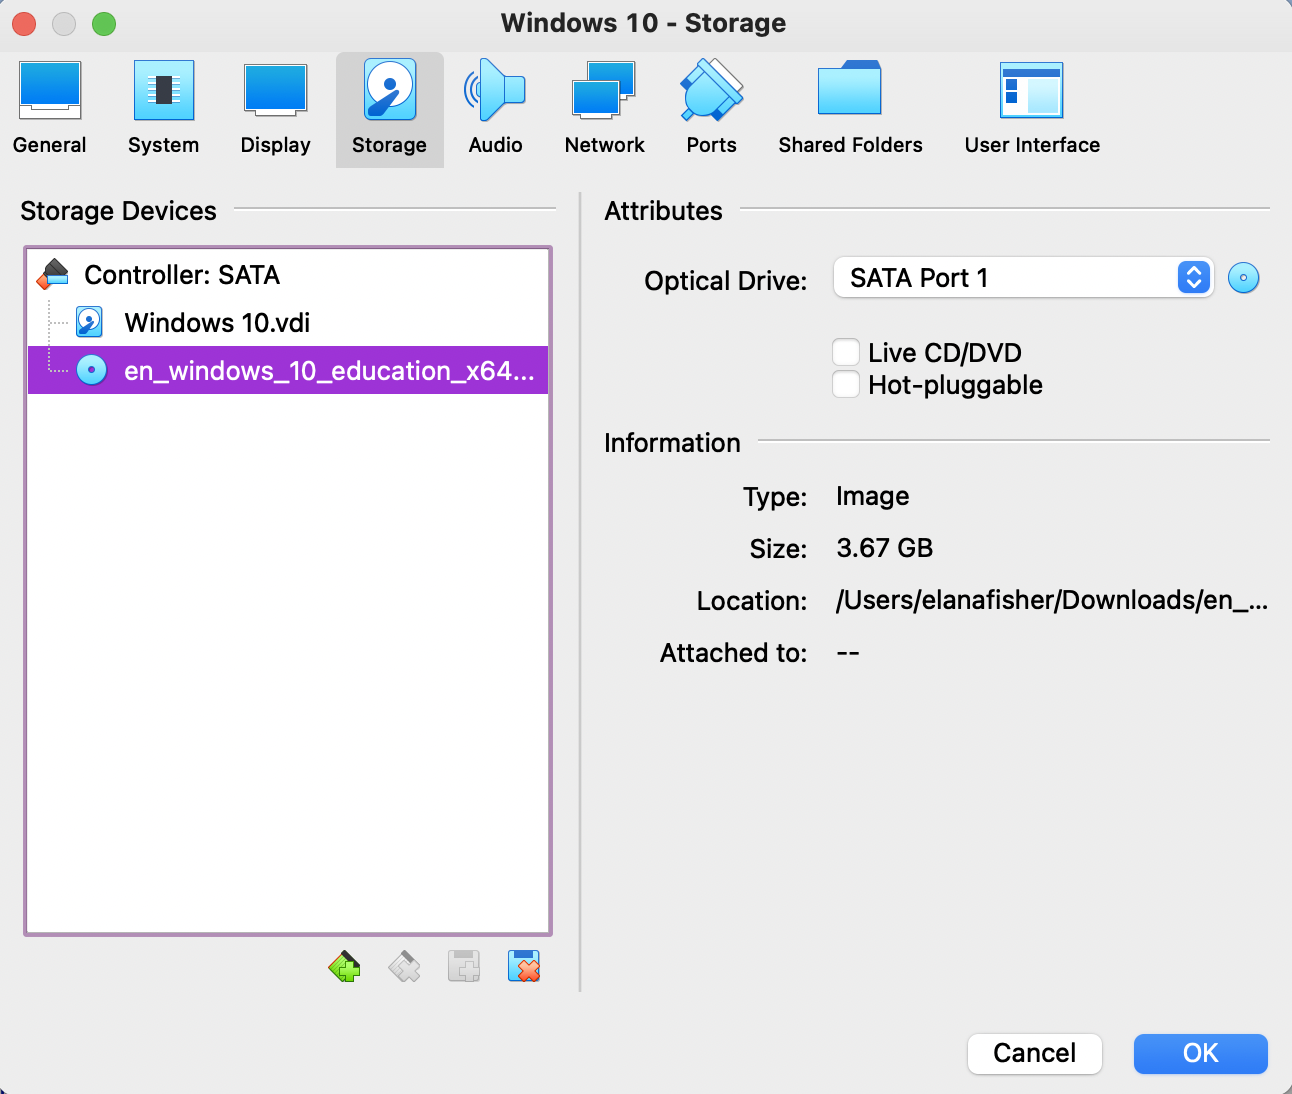 Windows 10 - Storage
General System Display Storage Audio Network Ports Shared Folders User Interface
Storage Devices
Controller: SATA
Windows 10.vdi
en_windows_10_education_x64...
Attributes
Optical Drive: SATA Port 1
Live CD/DVD
Hot-pluggable
Information
Type: Image
Size: 3.67 GB
Location: /Users/elanafisher/Downloads/en_...
Attached to: --
Cancel OK